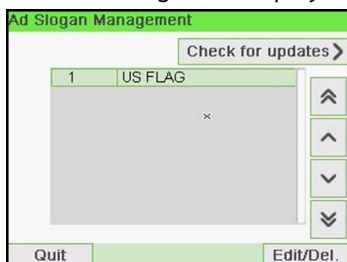 Ad Slogan Management
Check for updates
1 US FLAG
Quit
Edit/Del.